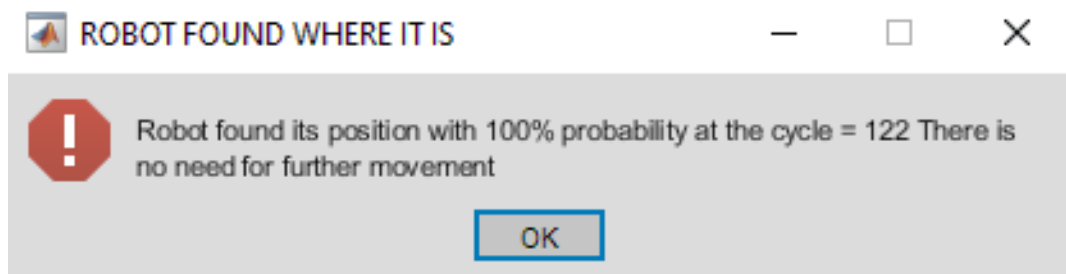 ROBOT FOUND WHERE IT IS
Robot found its position with 100% probability at the cycle = 122 There is
no need for further movement
OK